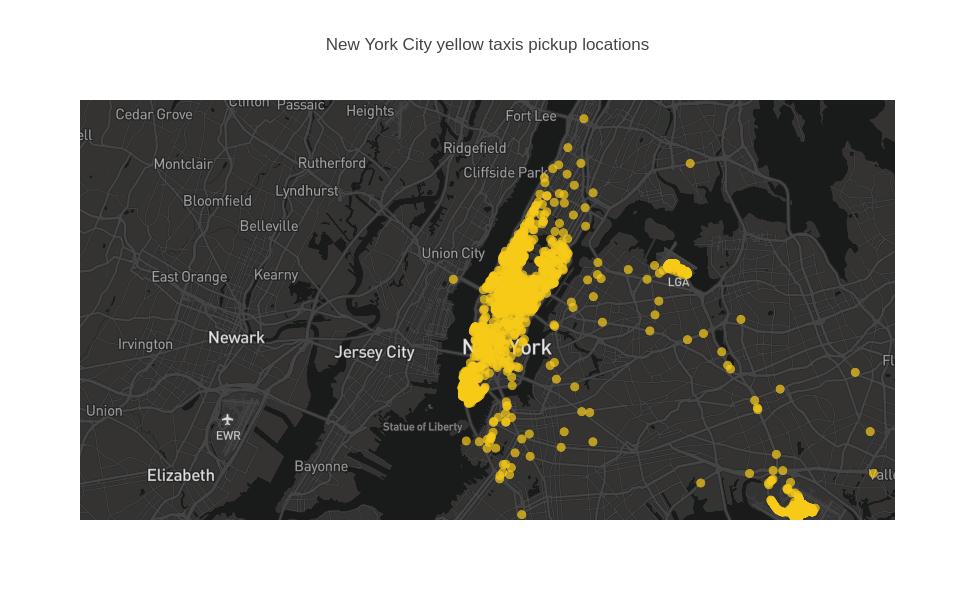 New York City yellow taxis pickup locations
Clifton
Passaic
Heights
Cedar Grove
Fort Lee
ell
Ridgefield
Montclair
Rutherford
Cliffside Park
Lyndhurst
Bloomfield
Belleville
Union City
East Orange
Kearny
LGA
Newark
Irvington
Jersey City
York
Fl
Union
Statue of Liberty
EWR
Bayonne
Elizabeth
Valle